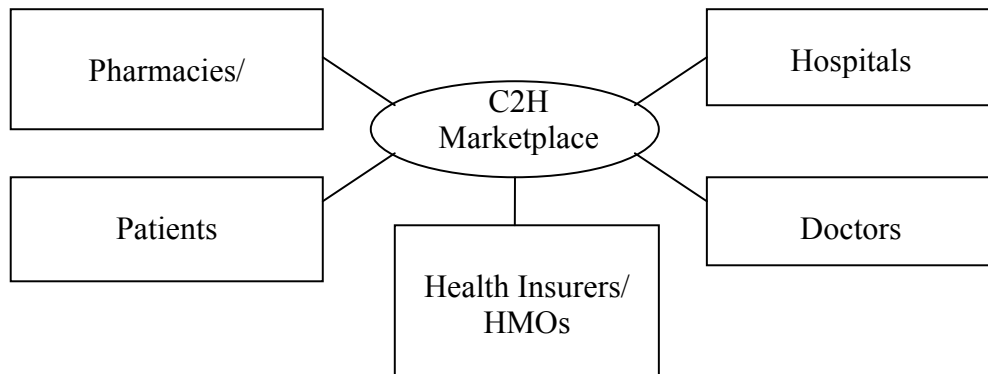 Pharmacies/
Hospitals
C2H
Marketplace
Patients
Doctors
Health Insurers/
HMOs